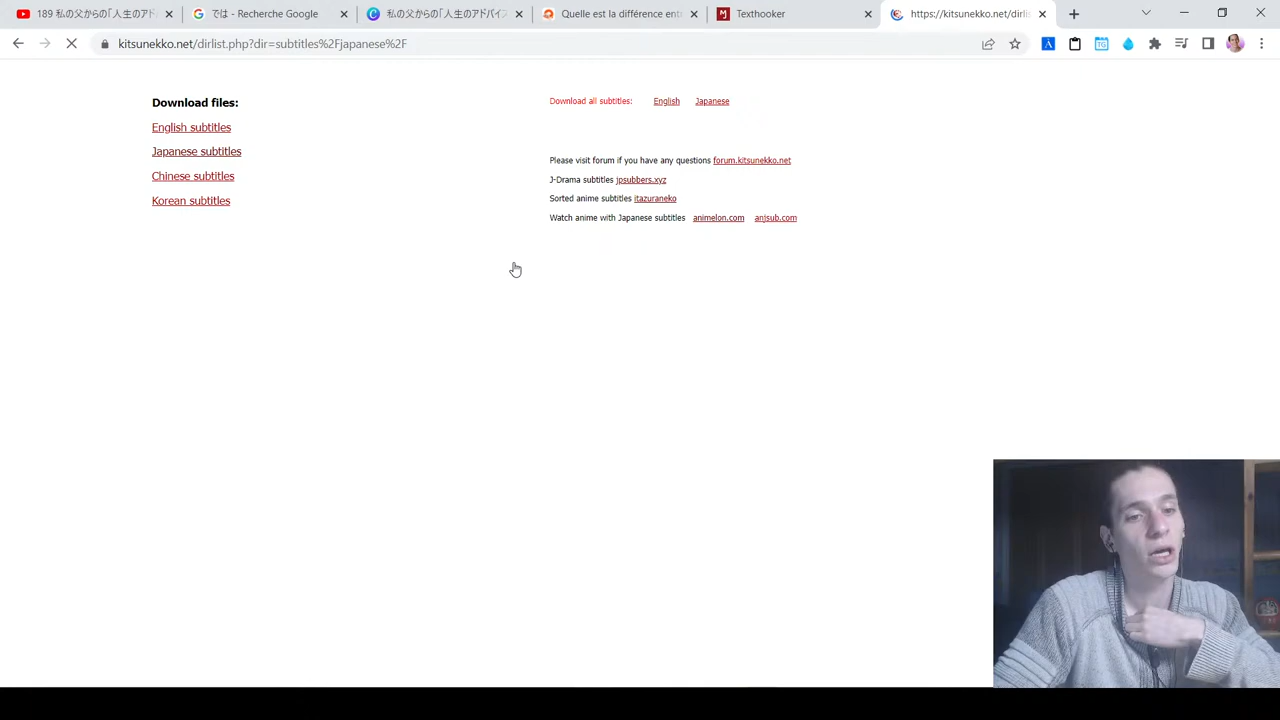 189 私の父からの「人生のアド
では - Recherche Google
私の父からの「人生のアドバイス
Quelle est la différence ent
Texthooker
https://kitsunekko.net/dirlis
kitsunekko.net/dirlist.php?dir=subtitles%2Fjapanese%2F
Download files:
English subtitles
Japanese subtitles
Chinese subtitles
Korean subtitles
Download all subtitles: English Japanese
Please visit forum if you have any questions forum.kitsunekko.net
J-Drama subtitles jpsubbers.xyz
Sorted anime subtitles itazuraneko
Watch anime with Japanese subtitles animelon.com anjsub.com